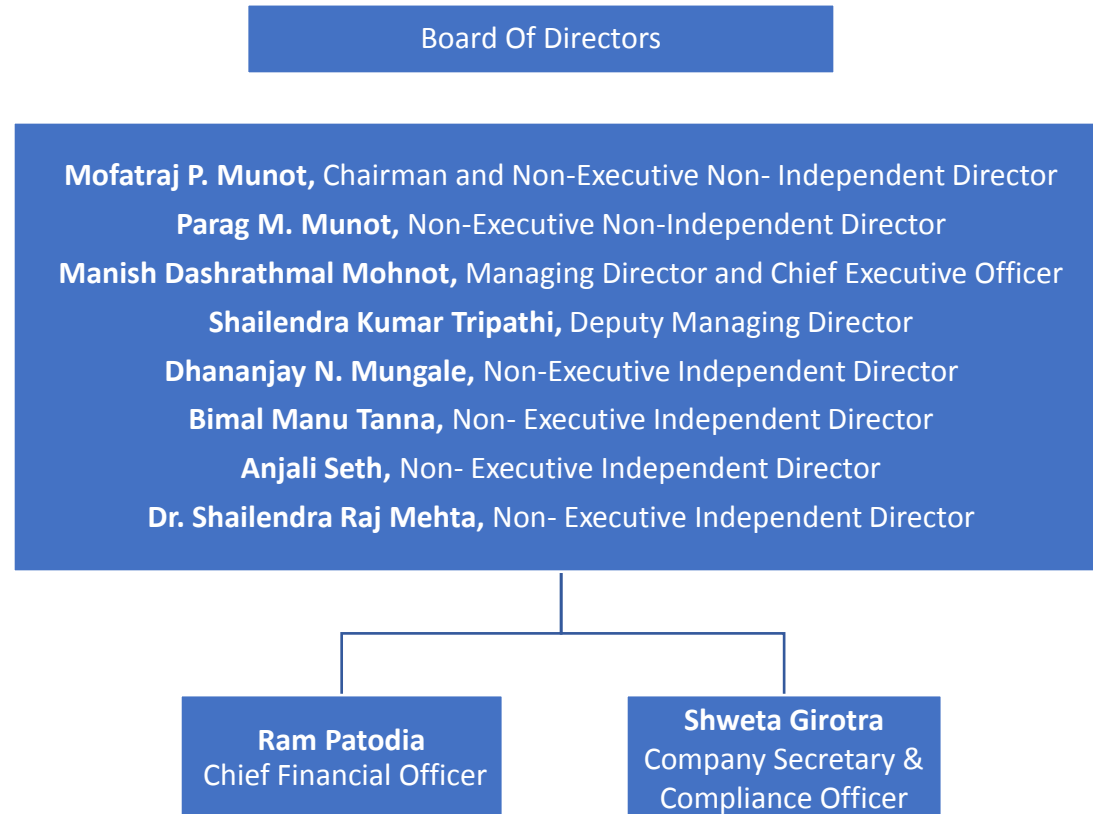 Board Of Directors
Mofatraj P. Munot, Chairman and Non-Executive Non- Independent Director
Parag M. Munot, Non-Executive Non-Independent Director
Manish Dashrathmal Mohnot, Managing Director and Chief Executive Officer
Shailendra Kumar Tripathi, Deputy Managing Director
Dhananjay N. Mungale, Non-Executive Independent Director
Bimal Manu Tanna, Non- Executive Independent Director
Anjali Seth, Non- Executive Independent Director
Dr. Shailendra Raj Mehta, Non- Executive Independent Director
Ram Patodia
Chief Financial Officer
Shweta Girotra
Company Secretary &
Compliance Officer